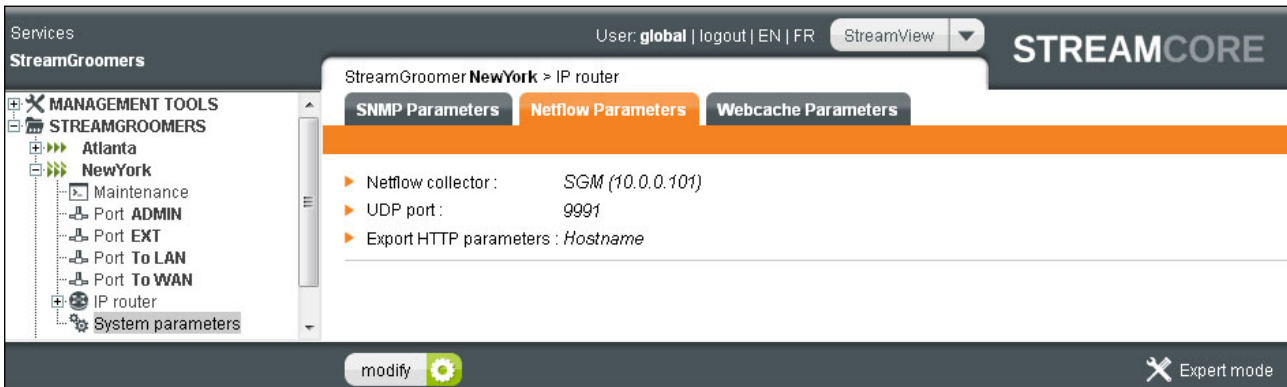 Services
StreamGroomers
User: global | logout | EN | FR
StreamView
STREAMCORE
StreamGroomer NewYork > IP router
SNMP Parameters
Netflow Parameters
Webcache Parameters
MANAGEMENT TOOLS
STREAMGROOMERS
Atlanta
NewYork
Maintenance
Port ADMIN
Port EXT
Port To LAN
Port To WAN
IP router
System parameters
Netflow collector : SGM (10.0.0.101)
UDP port : 9991
Export HTTP parameters : Hostname
modify
Expert mode